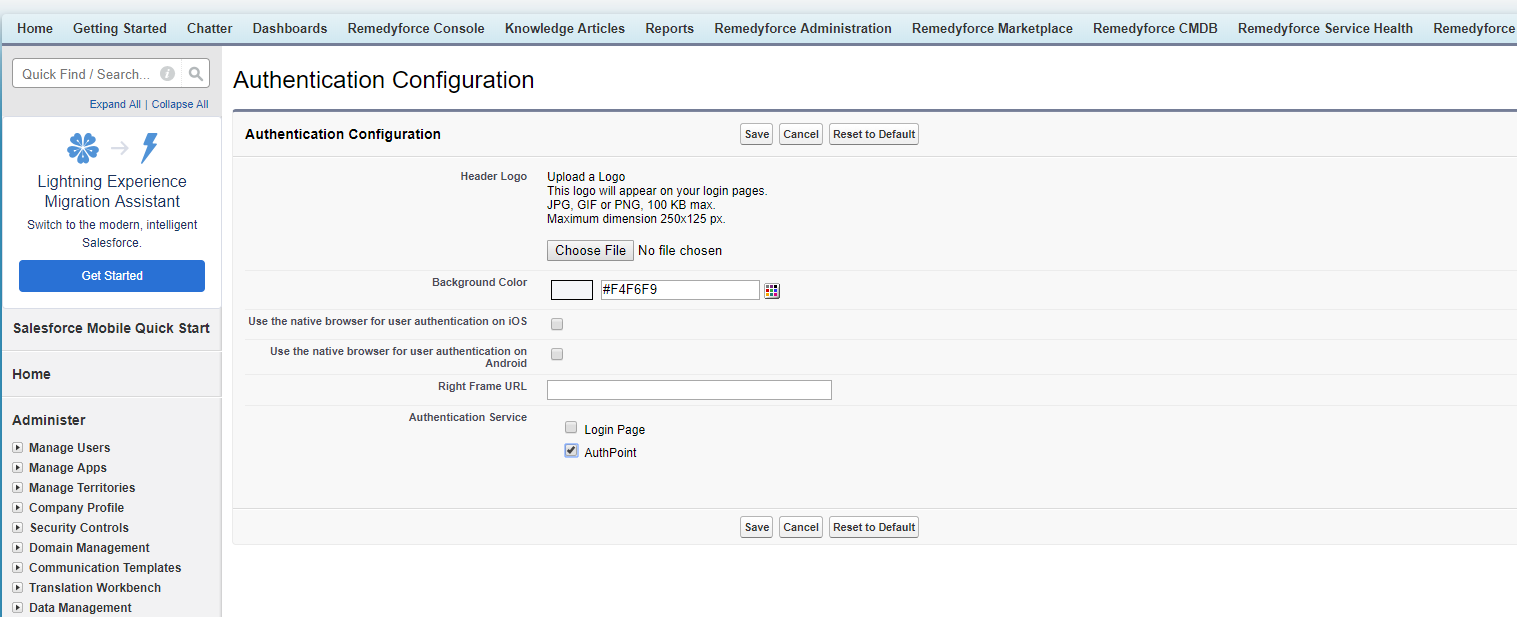 Home Getting Started Chatter Dashboards Remedyforce Console Knowledge Articles Reports Remedyforce Administration Remedyforce Marketplace Remedyforce CMDB Remedyforce Service Health Remedyforce
Quick Find / Search...
Expand All | Collapse All
Lightning Experience
Migration Assistant
Switch to the modern, intelligent
Salesforce.
Get Started
Salesforce Mobile Quick Start
Home
Administer
Manage Users
Manage Apps
Manage Territories
Company Profile
Security Controls
Domain Management
Communication Templates
Translation Workbench
Data Management
Authentication Configuration
Authentication Configuration Save Cancel Reset to Default
Header Logo Upload a Logo
This logo will appear on your login pages.
JPG, GIF or PNG, 100 KB max.
Maximum dimension 250x125 px.
Choose File No file chosen
Background Color #F4F6F9
Use the native browser for user authentication on iOS
Use the native browser for user authentication on
Android
Right Frame URL
Authentication Service
Login Page
AuthPoint
Save Cancel Reset to Default